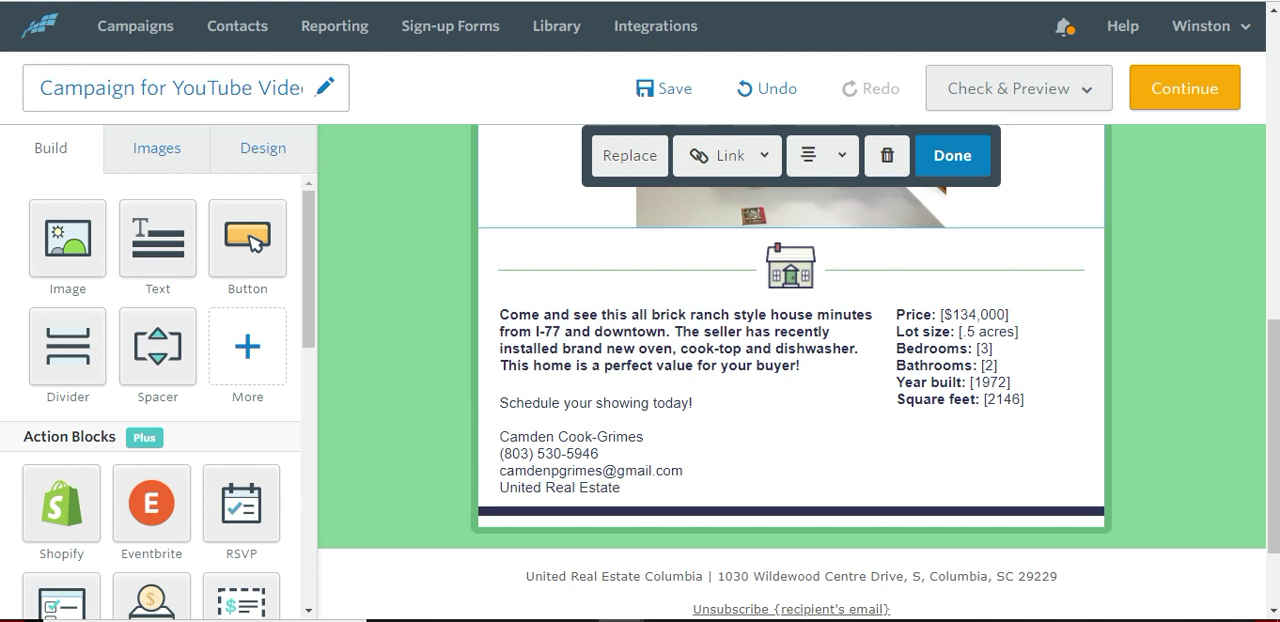 Campaigns Contacts Reporting Sign-up Forms Library Integrations Help Winston
Campaign for YouTube Vide Save Undo Redo Check & Preview Continue
Build Images Design
Replace Link Done
Image Text Button
Divider Spacer More
Action Blocks Plus
Shopify Eventbrite RSVP
Come and see this all brick ranch style house minutes
from I-77 and downtown. The seller has recently
installed brand new oven, cook-top and dishwasher.
This home is a perfect value for your buyer!
Schedule your showing today!
Camden Cook-Grimes
(803) 530-5946
camdenpgrimes@gmail.com
United Real Estate
Price: [$134,000]
Lot size: [.5 acres]
Bedrooms: [3]
Bathrooms: [2]
Year built: [1972]
Square feet: [2146]
United Real Estate Columbia | 1030 Wildewood Centre Drive, S, Columbia, SC 29229
Unsubscribe {recipient's email}